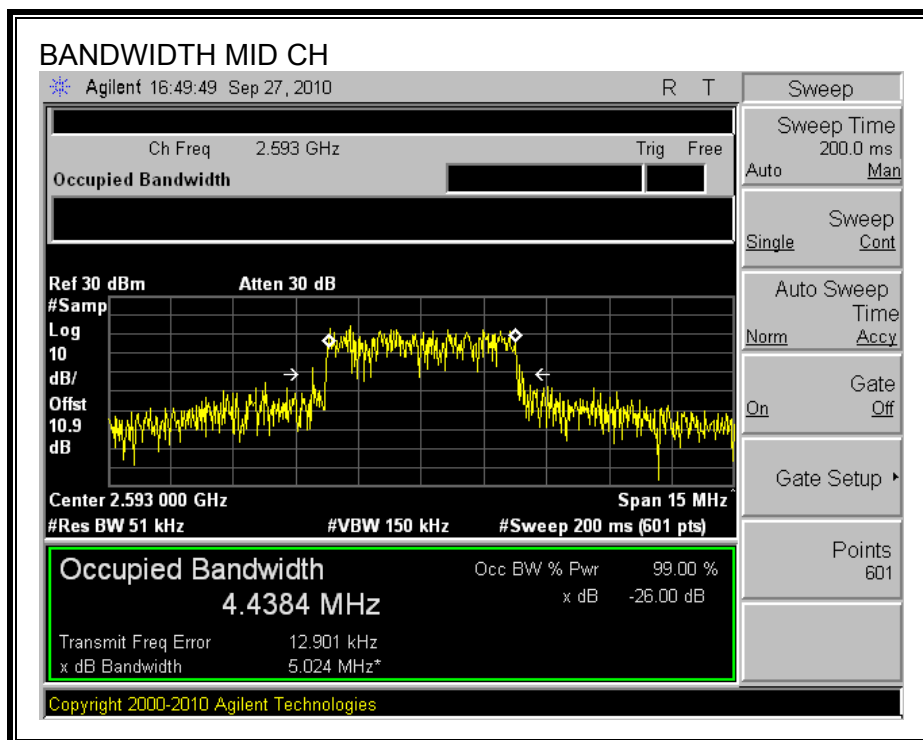 BANDWIDTH MID CH
Agilent 16:49:49 Sep 27, 2010 R T
Sweep
Sweep Time
200.0 ms
Auto Man
Sweep
Single Cont
Auto Sweep
Time
Norm Accy
Gate
On Off
Gate Setup
Points
601
Ch Freq 2.593 GHz Trig Free
Occupied Bandwidth
Ref 30 dBm Atten 30 dB
#Samp
Log
10
dB/
Offst
10.9
dB
Center 2.593 000 GHz Span 15 MHz^
#Res BW 51 kHz #VBW 150 kHz #Sweep 200 ms (601 pts)
Occupied Bandwidth Occ BW % Pwr 99.00 %
4.4384 MHz x dB -26.00 dB
Transmit Freq Error 12.901 kHz
x dB Bandwidth 5.024 MHz*
Copyright 2000-2010 Agilent Technologies